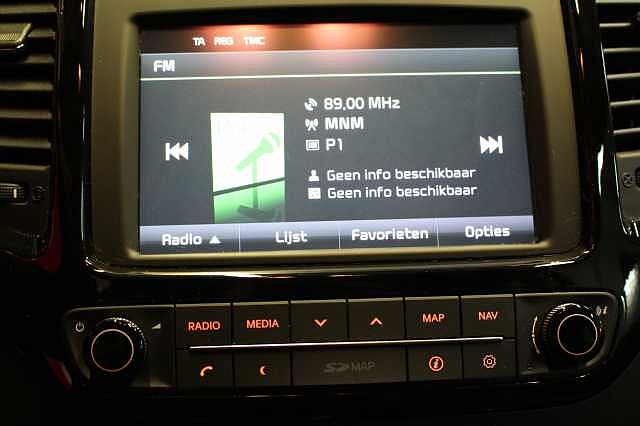 TA REG TMC
FM
89,00 MHz
MNM
P1
Geen info beschikbaar
Geen info beschikbaar
Radio Lijst Favorieten Opties
RADIO MEDIA MAP NAV
SD MAP